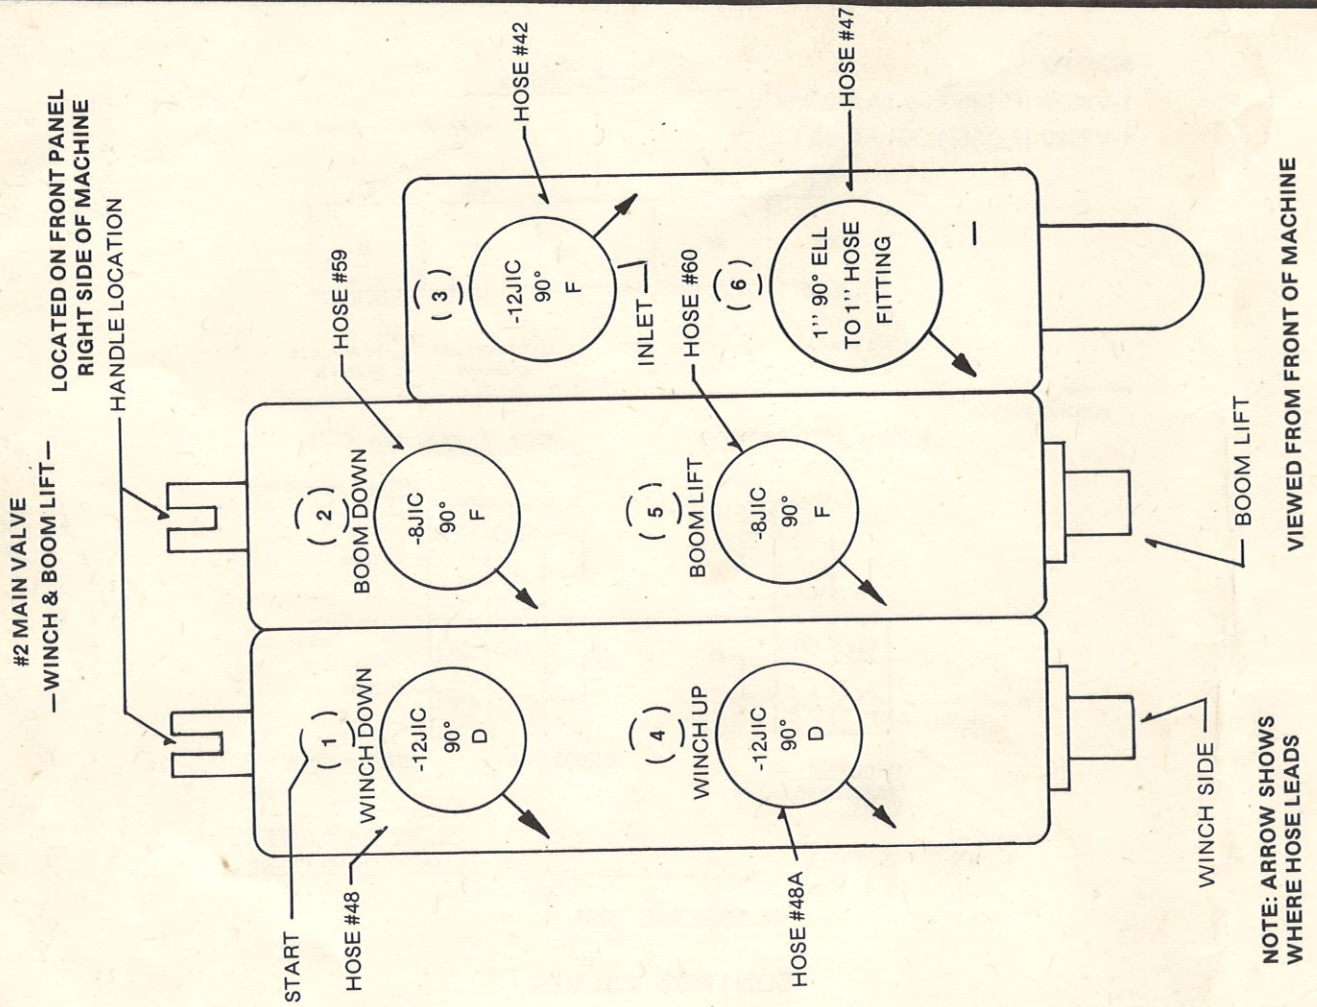 #2 MAIN VALVE
—WINCH & BOOM LIFT—
LOCATED ON FRONT PANEL
RIGHT SIDE OF MACHINE
HANDLE LOCATION
START
(1)
HOSE #48
WINCH DOWN
-12JIC
90°
D
(2)
HOSE #59
BOOM DOWN
-8JIC
90°
F
(3)
HOSE #42
-12JIC
90°
F
INLET
(4)
WINCH UP
-12JIC
90°
D
HOSE #48A
(5)
HOSE #60
BOOM LIFT
-8JIC
90°
F
(6)
HOSE #47
1'' 90° ELL
TO 1'' HOSE
FITTING
WINCH SIDE
BOOM LIFT
NOTE: ARROW SHOWS
WHERE HOSE LEADS
VIEWED FROM FRONT OF MACHINE